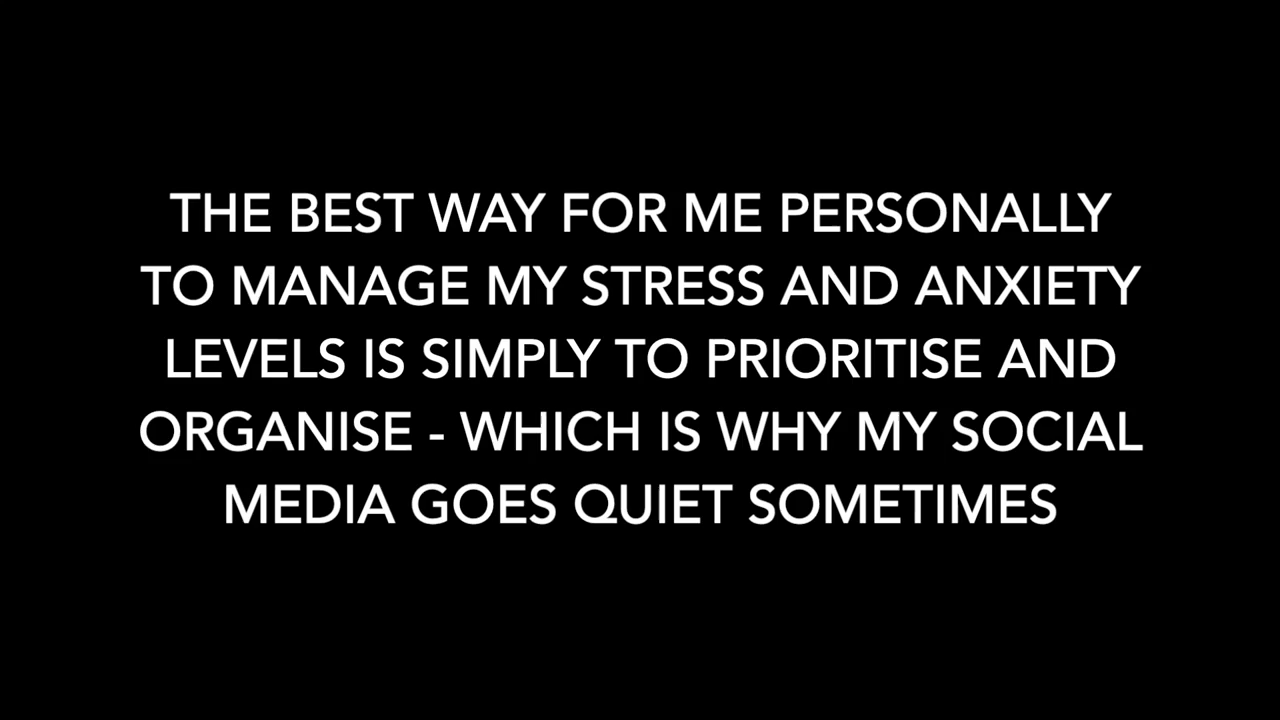 THE BEST WAY FOR ME PERSONALLY
TO MANAGE MY STRESS AND ANXIETY
LEVELS IS SIMPLY TO PRIORITISE AND
ORGANISE - WHICH IS WHY MY SOCIAL
MEDIA GOES QUIET SOMETIMES